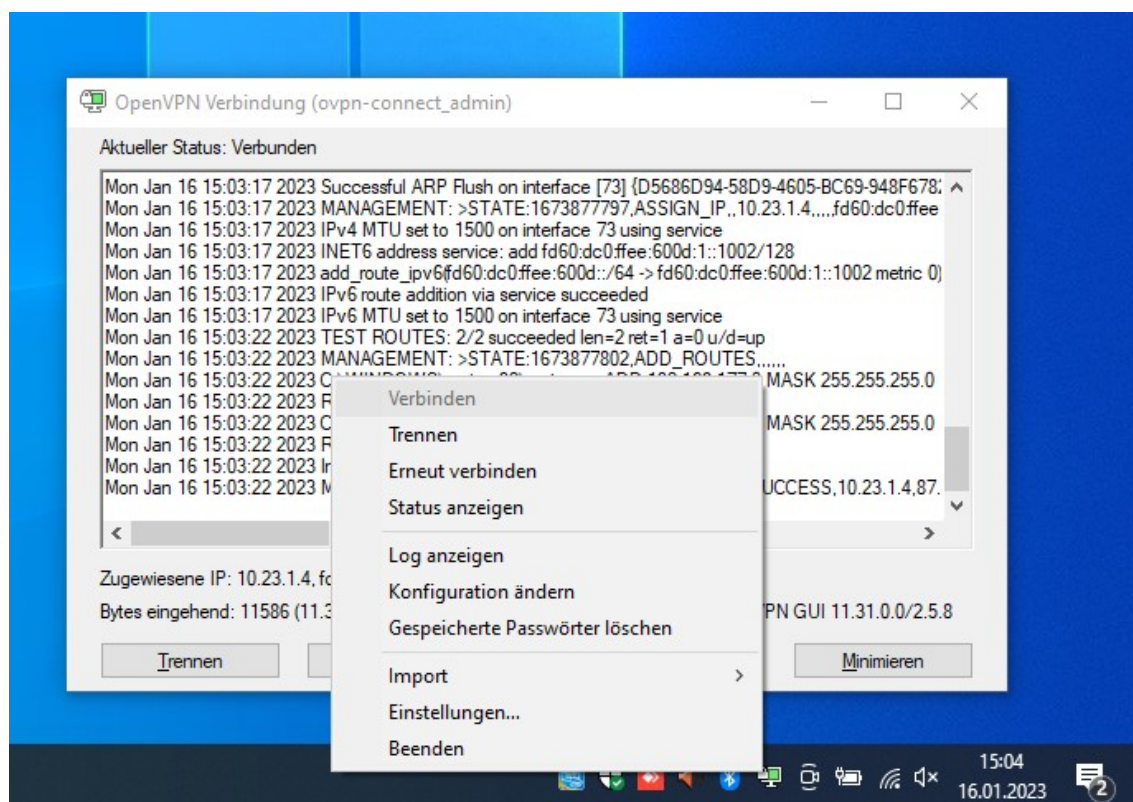 OpenVPN Verbindung (ovpn-connect_admin)
Aktueller Status: Verbunden
Mon Jan 16 15:03:17 2023 Successful ARP Flush on interface [73] {D5686D94-58D9-4605-BC69-948F678
Mon Jan 16 15:03:17 2023 MANAGEMENT: >STATE:1673877797,ASSIGN_IP,,10.23.1.4,,,,,fd60:dc0:ffee
Mon Jan 16 15:03:17 2023 IPv4 MTU set to 1500 on interface 73 using service
Mon Jan 16 15:03:17 2023 INET6 address service: add fd60:dc0:ffee:600d:1::1002/128
Mon Jan 16 15:03:17 2023 add_route_ipv6(fd60:dc0:ffee:600d::/64 -> fd60:dc0:ffee:600d:1::1002 metric 0)
Mon Jan 16 15:03:17 2023 IPv6 route addition via service succeeded
Mon Jan 16 15:03:17 2023 IPv6 MTU set to 1500 on interface 73 using service
Mon Jan 16 15:03:22 2023 TEST ROUTES: 2/2 succeeded len=2 ret=1 a=0 u/d=up
Mon Jan 16 15:03:22 2023 MANAGEMENT: >STATE:1673877802,ADD_ROUTES,,,,,,
Mon Jan 16 15:03:22 2023 MASK 255.255.255.0
Mon Jan 16 15:03:22 2023 R
Mon Jan 16 15:03:22 2023 C MASK 255.255.255.0
Mon Jan 16 15:03:22 2023 R
Mon Jan 16 15:03:22 2023 Ir
Mon Jan 16 15:03:22 2023 M UCCESS,10.23.1.4,87.
Zugewiesene IP: 10.23.1.4, fc
Bytes eingehend: 11586 (11.3 PN GUI 11.31.0.0/2.5.8
Trennen
Minimieren
Verbinden
Trennen
Erneut verbinden
Status anzeigen
Log anzeigen
Konfiguration ändern
Gespeicherte Passwörter löschen
Import
Einstellungen...
Beenden
15:04
16.01.2023
2